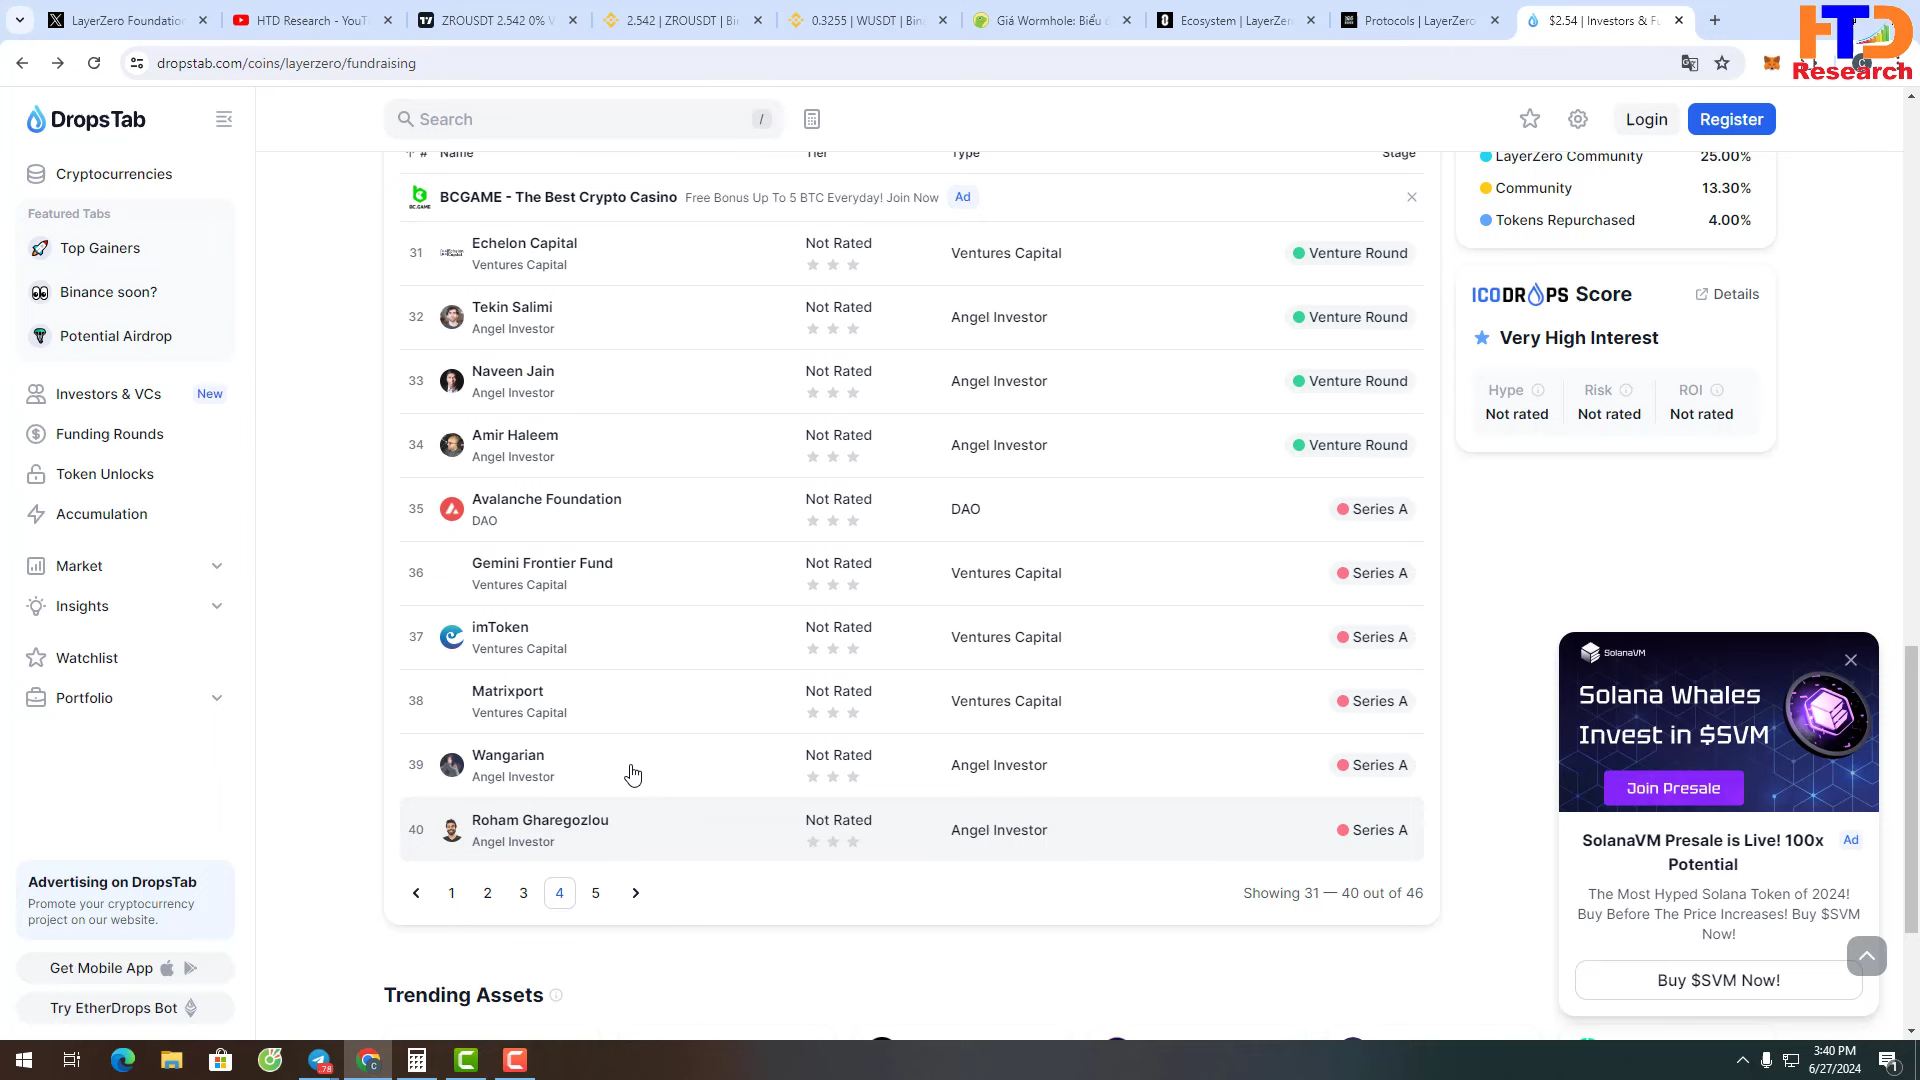 LayerZero Foundation
HTD Research - YouT
ZROUSDT 2.542 0% V
2.542 | ZROUSDT | Bi
0.3255 | WUSDT | Bin
Giá Wormhole: Biểu
Ecosystem | LayerZer
Protocols | LayerZero
$2.54 | Investors & Fu
HTD
Research
dropstab.com/coins/layerzero/fundraising
DropsTab
Search
/
Login
Register
Cryptocurrencies
Featured Tabs
Top Gainers
Binance soon?
Potential Airdrop
Investors & VCs
New
Funding Rounds
Token Unlocks
Accumulation
Market
Insights
Watchlist
Portfolio
Advertising on DropsTab
Promote your cryptocurrency
project on our website.
Get Mobile App
Try EtherDrops Bot
# Name Tier Type Stage
BCGAME - The Best Crypto Casino Free Bonus Up To 5 BTC Everyday! Join Now Ad
31 Echelon Capital Not Rated Ventures Capital Venture Round
Ventures Capital
32 Tekin Salimi Not Rated Angel Investor Venture Round
Angel Investor
33 Naveen Jain Not Rated Angel Investor Venture Round
Angel Investor
34 Amir Haleem Not Rated Angel Investor Venture Round
Angel Investor
35 Avalanche Foundation Not Rated DAO Series A
DAO
36 Gemini Frontier Fund Not Rated Ventures Capital Series A
Ventures Capital
37 imToken Not Rated Ventures Capital Series A
Ventures Capital
38 Matrixport Not Rated Ventures Capital Series A
Ventures Capital
39 Wangarian Not Rated Angel Investor Series A
Angel Investor
40 Roham Gharegozlou Not Rated Angel Investor Series A
Angel Investor
1 2 3 4 5
Showing 31 — 40 out of 46
Trending Assets
LayerZero Community 25.00%
Community 13.30%
Tokens Repurchased 4.00%
ICODROPS Score
Details
Very High Interest
Hype Risk ROI
Not rated Not rated Not rated
SolanaVM
Solana Whales
Invest in $SVM
Join Presale
SolanaVM Presale is Live! 100x Ad
Potential
The Most Hyped Solana Token of 2024!
Buy Before The Price Increases! Buy $SVM
Now!
Buy $SVM Now!
78
3:40 PM
6/27/2024
1